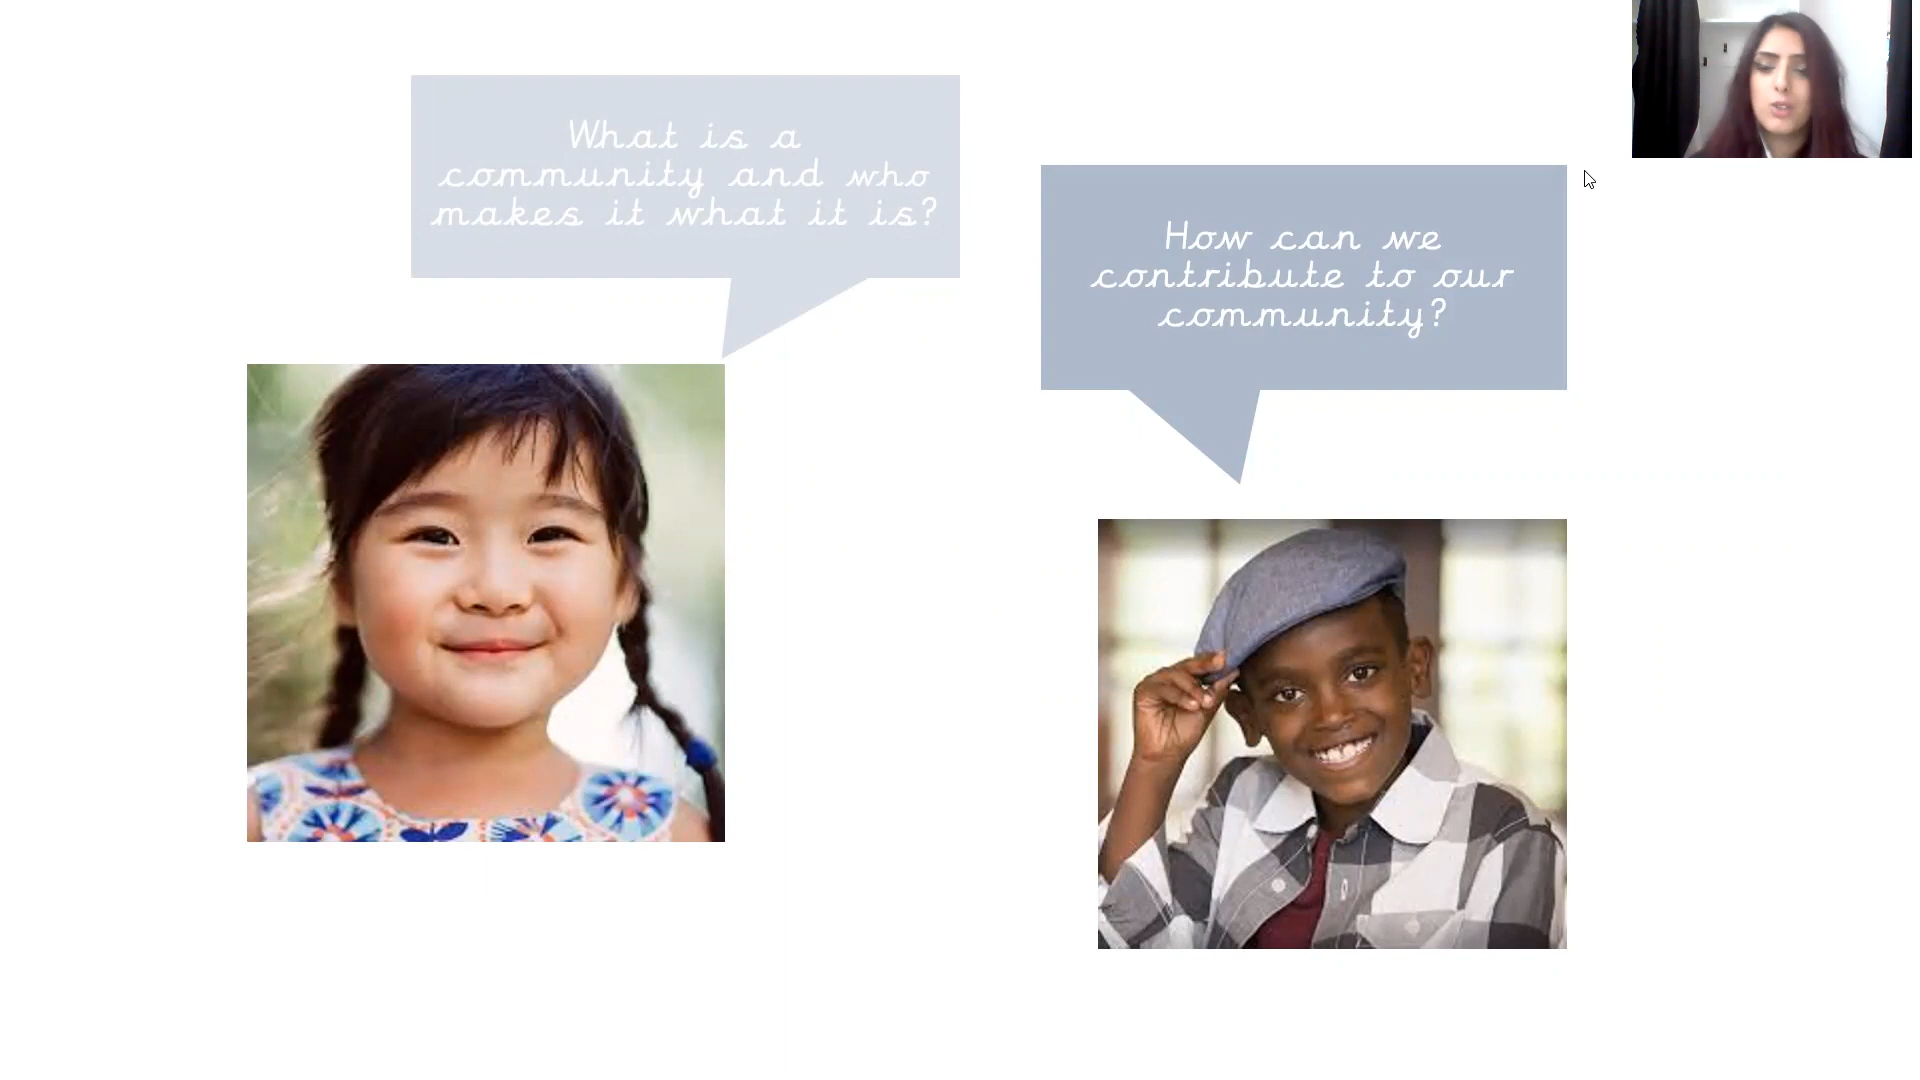 What is a
community and who
makes it what it is?
How can we
contribute to our
community?